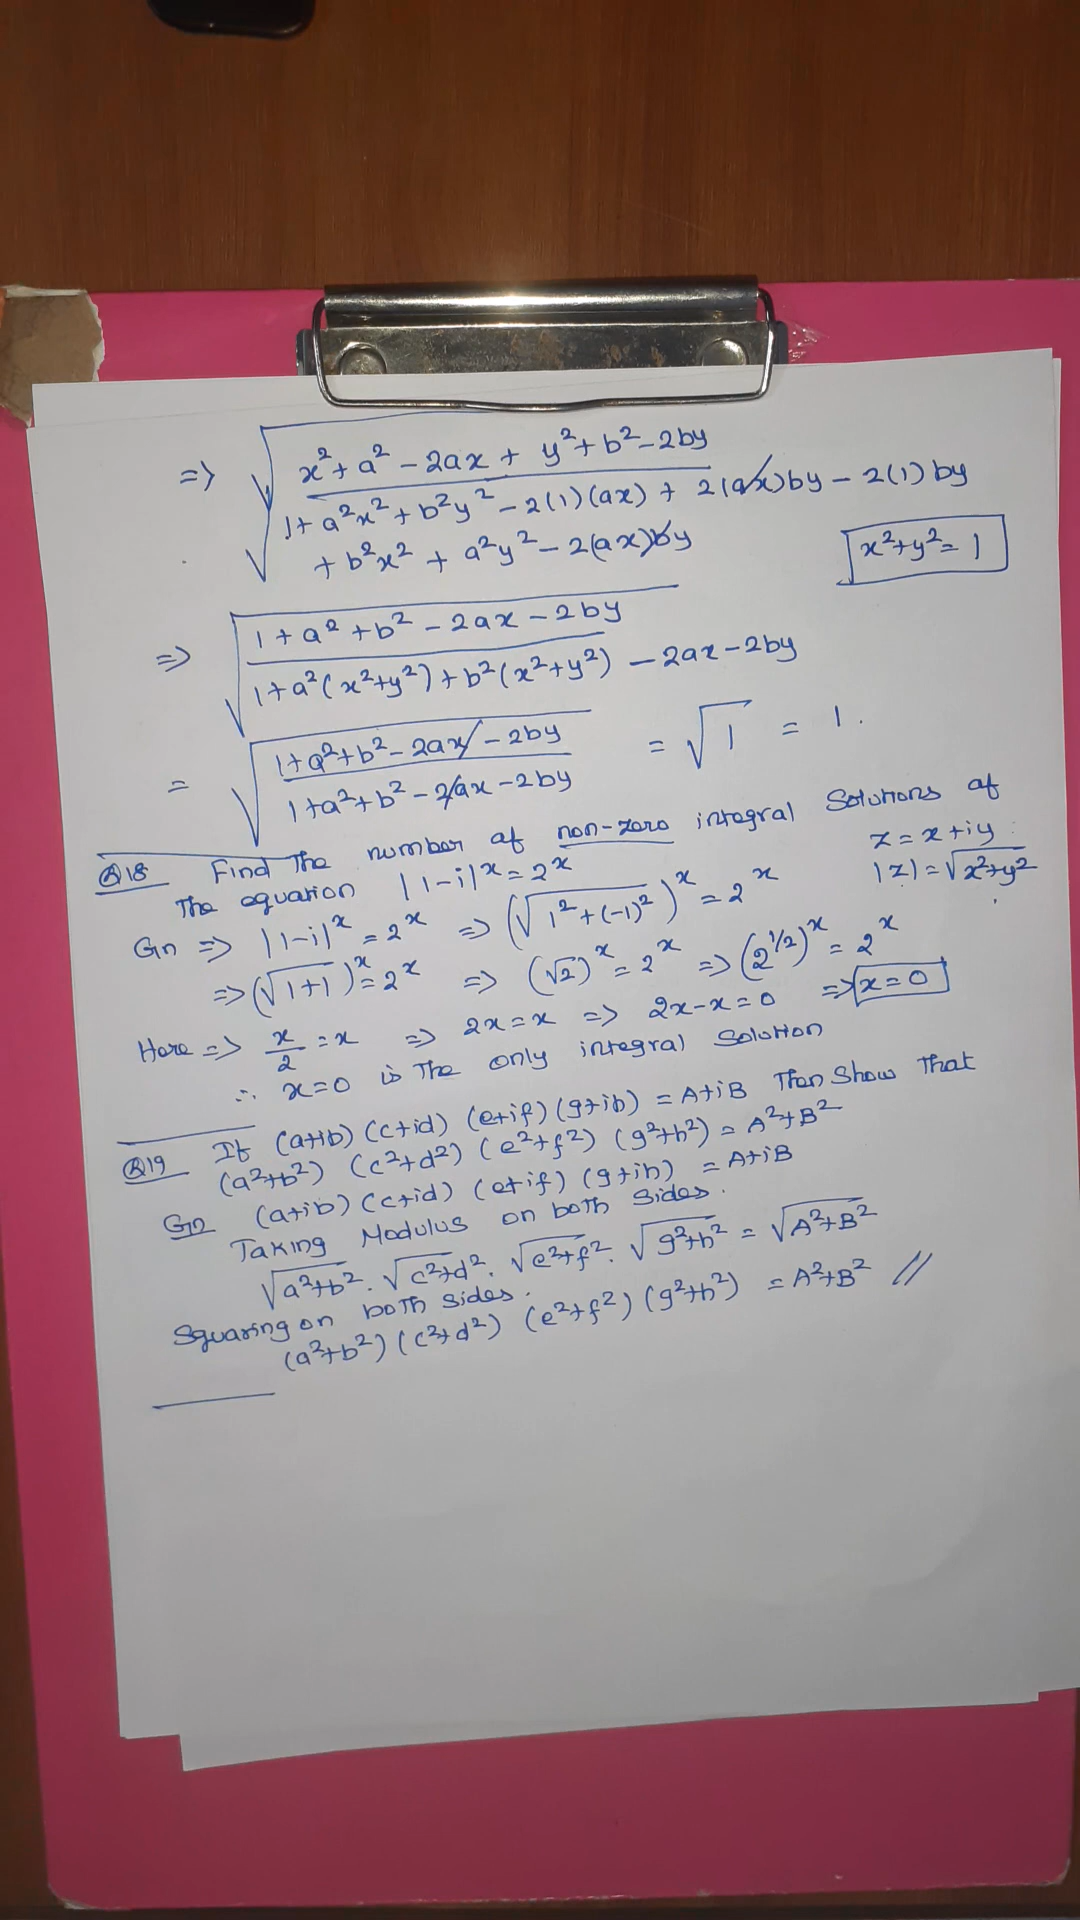 => √(x²+a²-2ax+y²+b²-2by
1+a²x²+b²y²-2(1)(ax)+2(ax)by-2(1)by
+b²x²+a²y²-2(ax)by
x²+y²=1
=> √(1+a²+b²-2ax-2by
1+a²(x²+y²)+b²(x²+y²)-2ax-2by
= √(1+a²+b²-2ax-2by = √1 = 1.
1+a²+b²-2ax-2by
Q18 Find The number of non-zero integral Solutions of
The equation |1-i|ˣ=2ˣ z=x+iy
Gn => |1-i|ˣ=2ˣ => (√1²+(-1)²)ˣ=2ˣ |z|=√x²+y²
=> (√1+1)ˣ=2ˣ => (√2)ˣ=2ˣ => (2^1/2)ˣ=2ˣ
Here => x/2=x => 2x=x => 2x-x=0 => x=0
∴ x=0 is The only integral Solution
Q19 If (a+ib)(c+id)(e+if)(g+ih)=A+iB Then Show That
(a²+b²)(c²+d²)(e²+f²)(g²+h²)=A²+B²
Gn (a+ib)(c+id)(e+if)(g+ih)=A+iB
Taking Modulus on both sides.
√a²+b².√c²+d².√e²+f².√g²+h²=√A²+B²
Squaring on both sides.
(a²+b²)(c²+d²)(e²+f²)(g²+h²)=A²+B² //